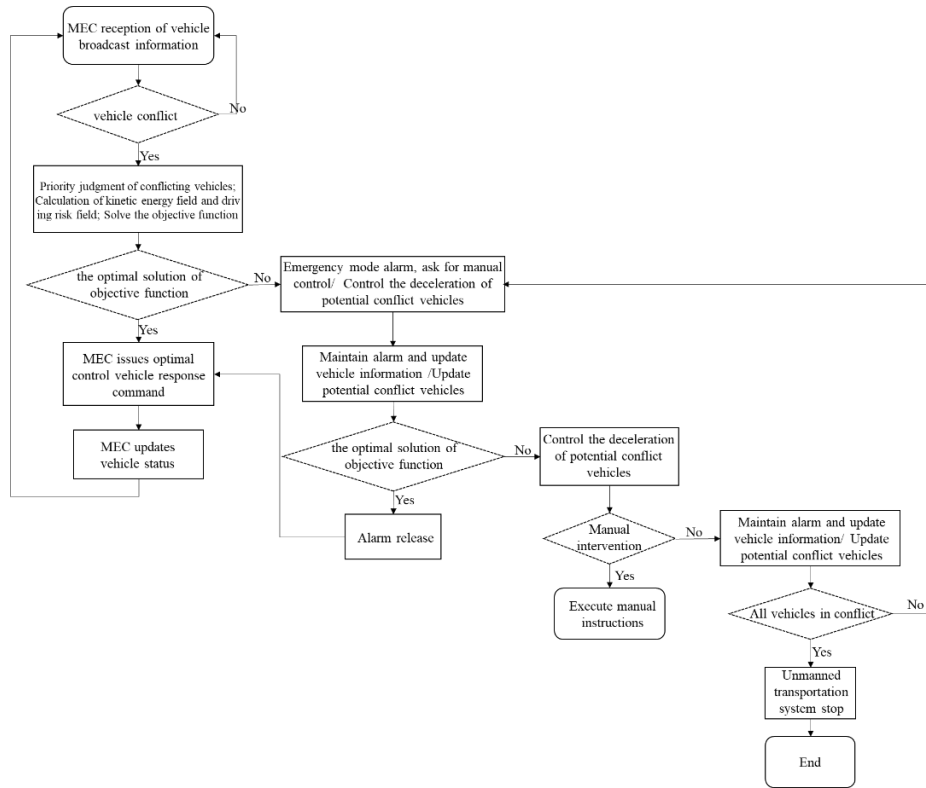 MEC reception of vehicle
broadcast information
vehicle conflict
No
Yes
Priority judgment of conflicting vehicles;
Calculation of kinetic energy field and driv
ing risk field; Solve the objective function
the optimal solution of
objective function
No
Yes
Emergency mode alarm, ask for manual
control/ Control the deceleration of
potential conflict vehicles
MEC issues optimal
control vehicle response
command
MEC updates
vehicle status
Maintain alarm and update
vehicle information /Update
potential conflict vehicles
the optimal solution of
objective function
No
Yes
Alarm release
Control the deceleration
of potential conflict
vehicles
Manual
intervention
No
Yes
Execute manual
instructions
Maintain alarm and update
vehicle information/ Update
potential conflict vehicles
All vehicles in conflict
No
Yes
Unmanned
transportation
system stop
End